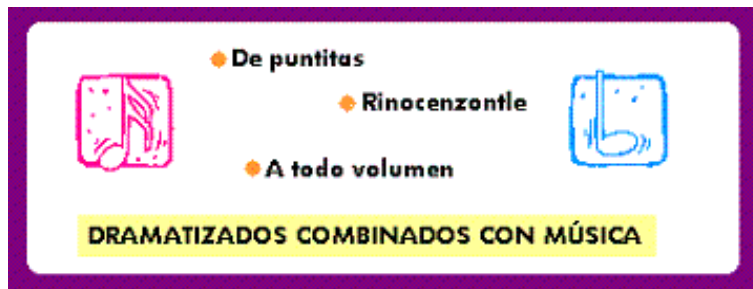 De puntitas
Rinocenzontle
A todo volumen
DRAMATIZADOS COMBINADOS CON MÚSICA